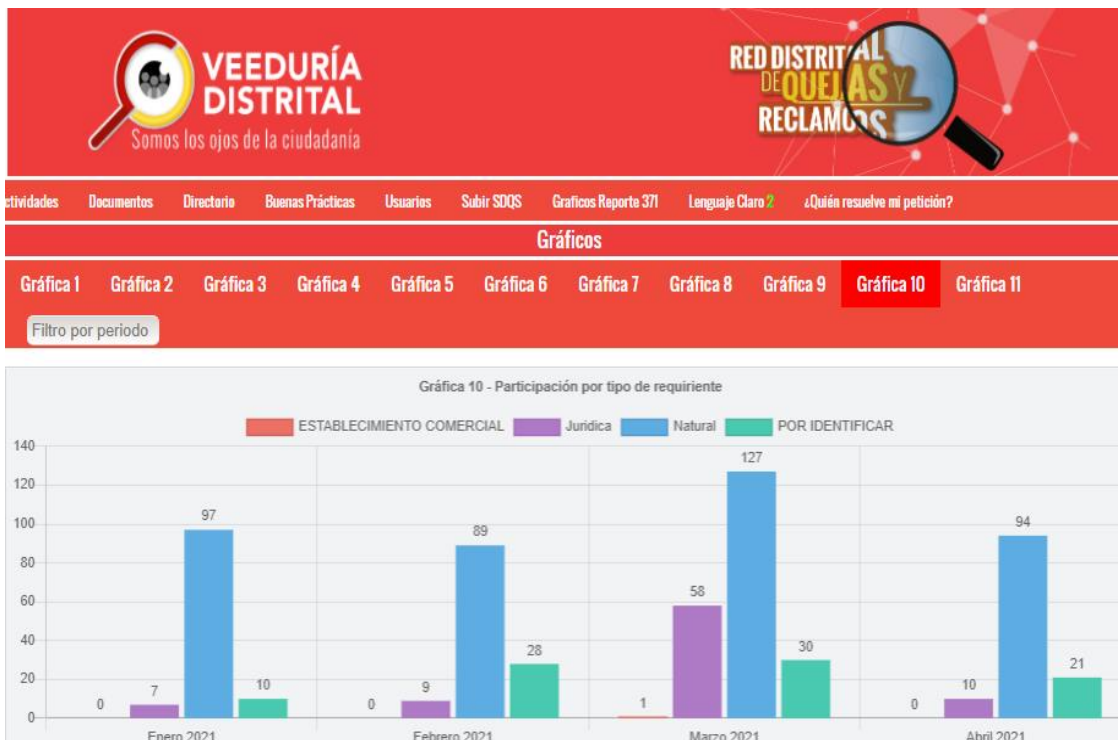 VEEDURÍA
DISTRITAL
Somos los ojos de la ciudadanía
RED DISTRITAL
DE QUEJAS Y
RECLAMOS
ctividades Documentos Directorio Buenas Prácticas Usuarios Subir SDQS Graficos Reporte 371 Lenguaje Claro 2 ¿Quién resuelve mi petición?
Gráficos
Gráfica 1 Gráfica 2 Gráfica 3 Gráfica 4 Gráfica 5 Gráfica 6 Gráfica 7 Gráfica 8 Gráfica 9 Gráfica 10 Gráfica 11
Filtro por periodo
Gráfica 10 - Participación por tipo de requiriente
ESTABLECIMIENTO COMERCIAL Juridica Natural POR IDENTIFICAR
140
120
100
80
60
40
20
0
0 7 97 10
0 9 89 28
1 58 127 30
0 10 94 21
Enero 2021 Febrero 2021 Marzo 2021 Abril 2021